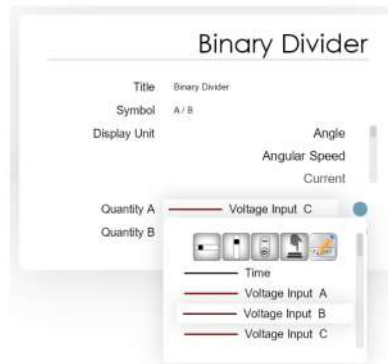 Binary Divider
Title Binary Divider
Symbol A / B
Display Unit Angle
Angular Speed
Current
Quantity A Voltage Input C
Quantity B
Time
Voltage Input A
Voltage Input B
Voltage Input C